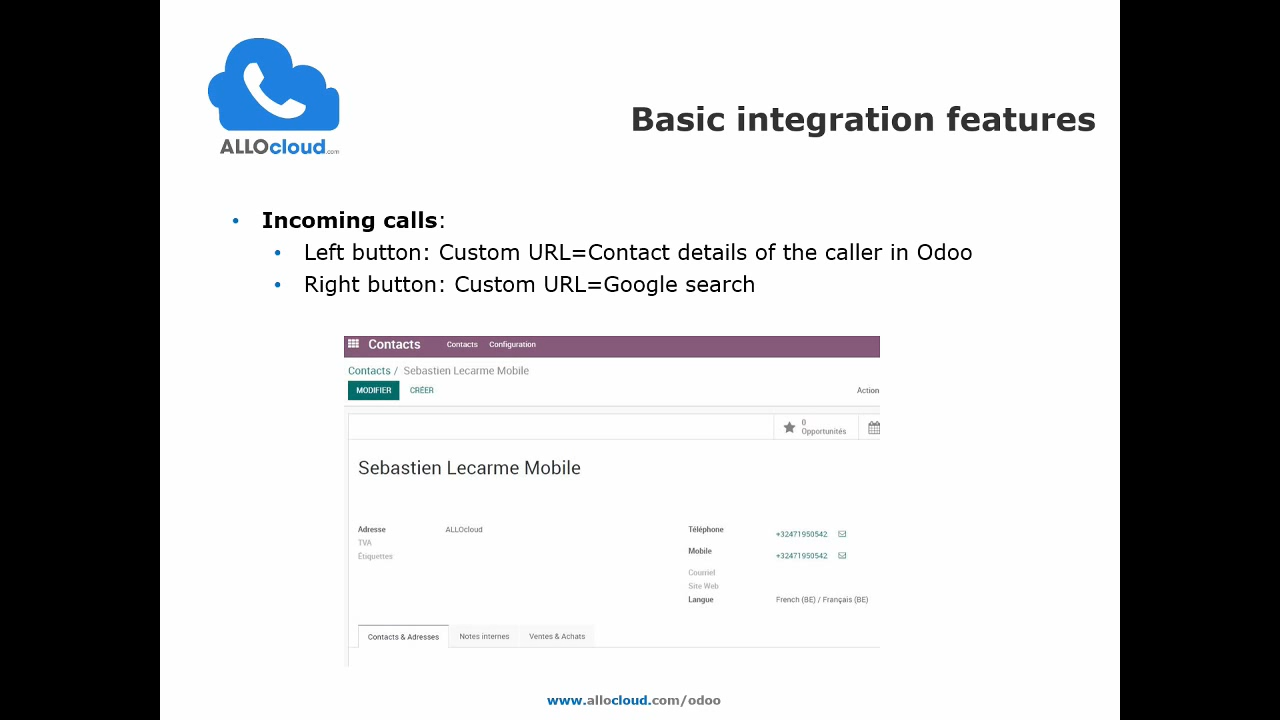 ALLOcloud.com
Basic integration features
• Incoming calls:
• Left button: Custom URL=Contact details of the caller in Odoo
• Right button: Custom URL=Google search
Contacts Contacts Configuration
Contacts / Sebastien Lecarme Mobile
MODIFIER CRÉER Action
0
Opportunités
Sebastien Lecarme Mobile
Adresse ALLOcloud Téléphone +32471950542
TVA
Étiquettes Mobile +32471950542
Courriel
Site Web
Langue French (BE) / Français (BE)
Contacts & Adresses Notes internes Ventes & Achats
www.allocloud.com/odoo